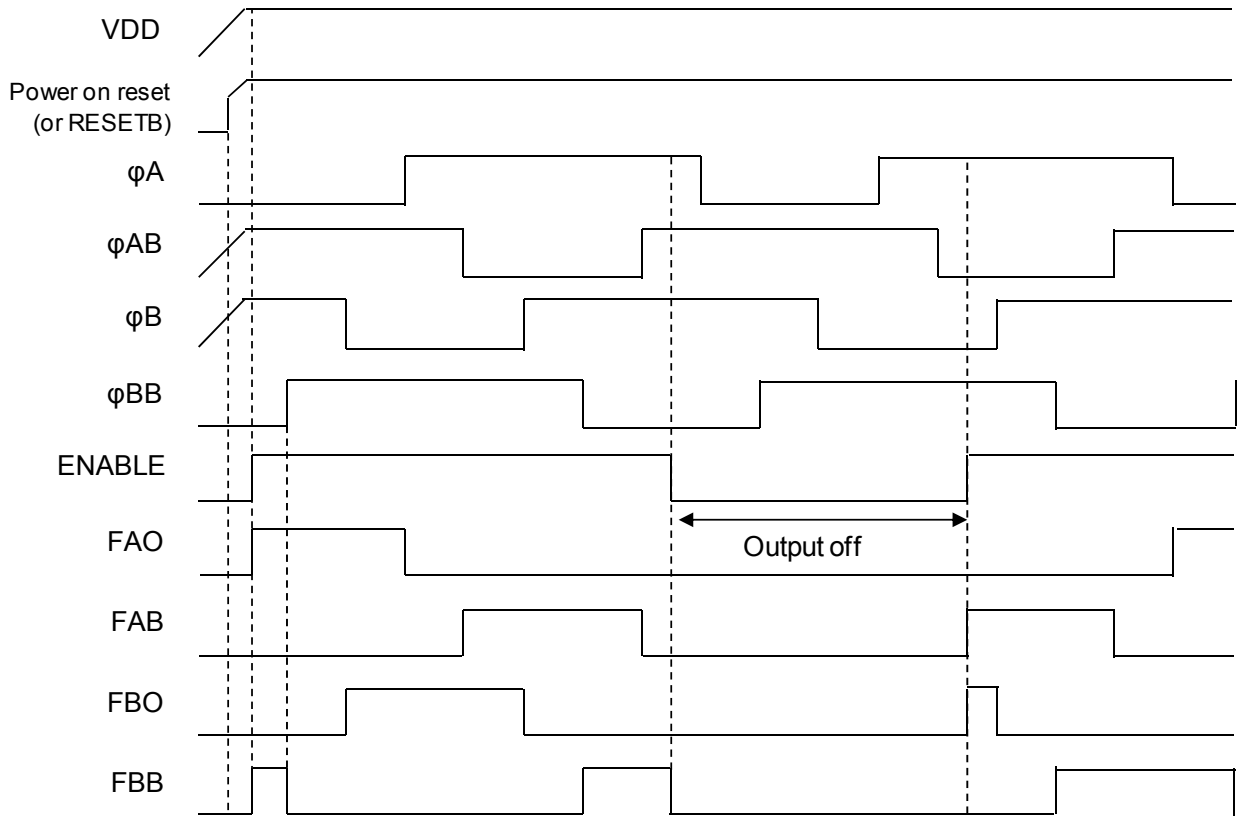 VDD
Power on reset
(or RESETB)
φA
φAB
φB
φBB
ENABLE
Output off
FAO
FAB
FBO
FBB